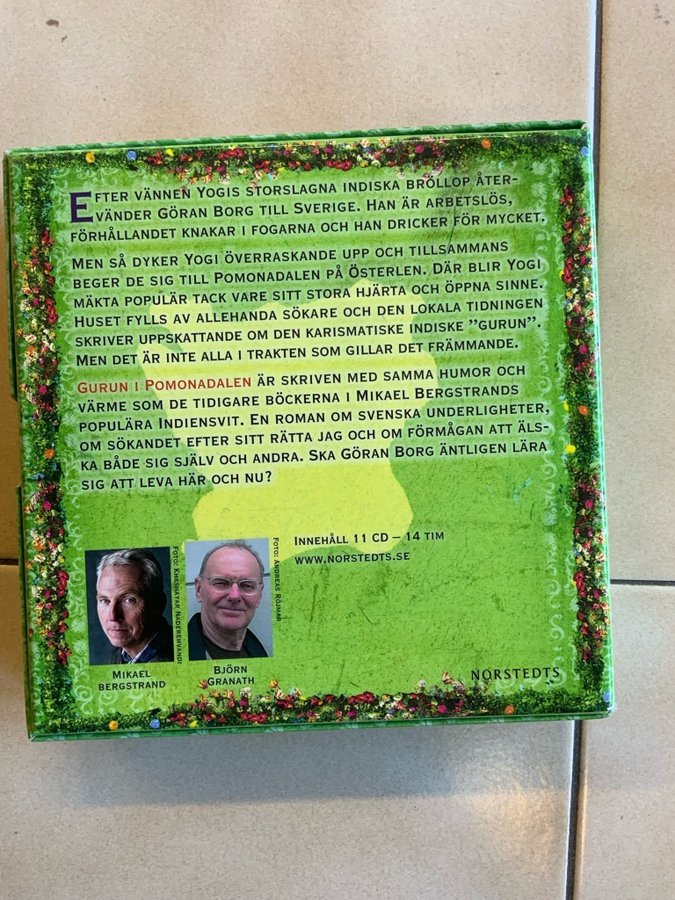 EFTER VÄNNEN YOGIS STORSLAGNA INDISKA BRÖLLOP ÅTER-
VÄNDER GÖRAN BORG TILL SVERIGE. HAN ÄR ARBETSLÖS,
FÖRHÅLLANDET KNAKAR I FOGARNA OCH HAN DRICKER FÖR MYCKET.
MEN SÅ DYKER YOGI ÖVERRASKANDE UPP OCH TILLSAMMANS
BEGER DE SIG TILL POMONADALEN PÅ ÖSTERLEN. DÄR BLIR YOGI
MÄKTA POPULÄR TACK VARE SITT STORA HJÄRTA OCH ÖPPNA SINNE.
HUSET FYLLS AV ALLEHANDA SÖKARE OCH DEN LOKALA TIDNINGEN
SKRIVER UPPSKATTANDE OM DEN KARISMATISKE INDISKE ”GURUN”.
MEN DET ÄR INTE ALLA I TRAKTEN SOM GILLAR DET FRÄMMANDE.
GURUN I POMONADALEN ÄR SKRIVEN MED SAMMA HUMOR OCH
VÄRME SOM DE TIDIGARE BÖCKERNA I MIKAEL BERGSTRANDS
POPULÄRA INDIENSVIT. EN ROMAN OM SVENSKA UNDERLIGHETER,
OM SÖKANDET EFTER SITT RÄTTA JAG OCH OM FÖRMÅGAN ATT ÄLS-
KA BÅDE SIG SJÄLV OCH ANDRA. SKA GÖRAN BORG ÄNTLIGEN LÄRA
SIG ATT LEVA HÄR OCH NU?
INNEHÅLL 11 CD – 14 TIM
WWW.NORSTEDTS.SE
FOTO: KHASHAYAR NADEREHVANDI
FOTO: ANDREAS RÖJMAR
MIKAEL
BERGSTRAND
BJÖRN
GRANATH
NORSTEDTS